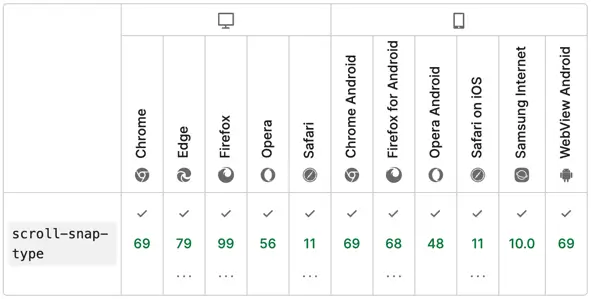 Chrome
Edge
Firefox
Opera
Safari
Chrome Android
Firefox for Android
Opera Android
Safari on iOS
Samsung Internet
WebView Android
scroll-snap-
type
✓ ✓ ✓ ✓ ✓ ✓ ✓ ✓ ✓ ✓ ✓
69 79 99 56 11 69 68 48 11 10.0 69
... ... ... ... ...